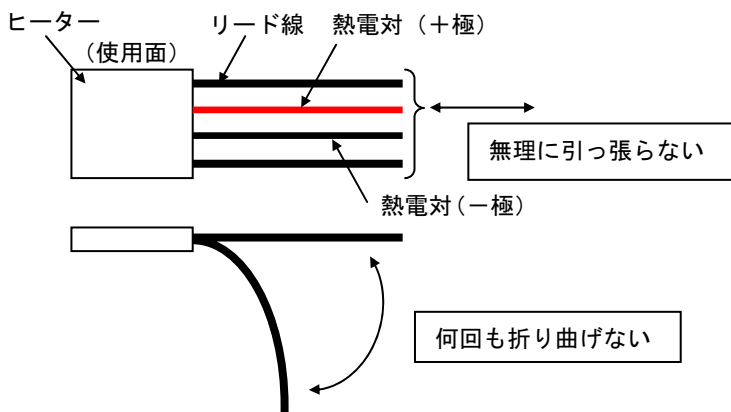 ヒーター
リード線
熱電対（＋極）
（使用面）
無理に引っ張らない
熱電対（－極）
何回も折り曲げない